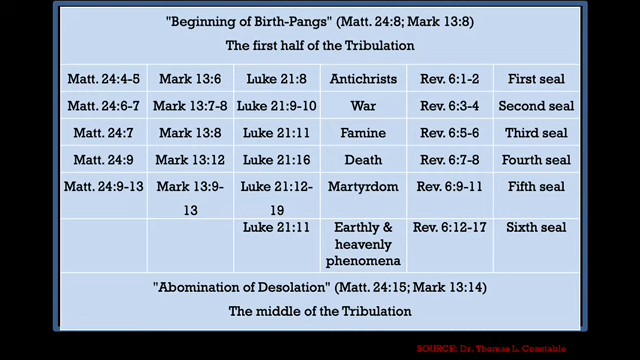 "Beginning of Birth-Pangs" (Matt. 24:8; Mark 13:8)
The first half of the Tribulation
Matt. 24:4-5 Mark 13:6 Luke 21:8 Antichrists Rev. 6:1-2 First seal
Matt. 24:6-7 Mark 13:7-8 Luke 21:9-10 War Rev. 6:3-4 Second seal
Matt. 24:7 Mark 13:8 Luke 21:11 Famine Rev. 6:5-6 Third seal
Matt. 24:9 Mark 13:12 Luke 21:16 Death Rev. 6:7-8 Fourth seal
Matt. 24:9-13 Mark 13:9- Luke 21:12- Martyrdom Rev. 6:9-11 Fifth seal
13 19
Luke 21:11 Earthly & Rev. 6:12-17 Sixth seal
heavenly
phenomena
"Abomination of Desolation" (Matt. 24:15; Mark 13:14)
The middle of the Tribulation
SOURCE: Dr. Thomas L. Constable